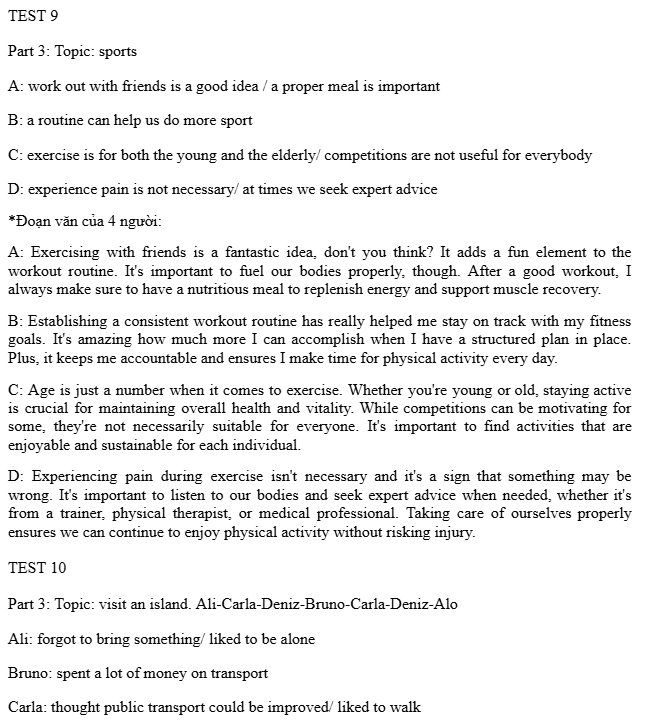 TEST 9
Part 3: Topic: sports
A: work out with friends is a good idea / a proper meal is important
B: a routine can help us do more sport
C: exercise is for both the young and the elderly/ competitions are not useful for everybody
D: experience pain is not necessary/ at times we seek expert advice
*Đoạn văn của 4 người:
A: Exercising with friends is a fantastic idea, don't you think? It adds a fun element to the
workout routine. It's important to fuel our bodies properly, though. After a good workout, I
always make sure to have a nutritious meal to replenish energy and support muscle recovery.
B: Establishing a consistent workout routine has really helped me stay on track with my fitness
goals. It's amazing how much more I can accomplish when I have a structured plan in place.
Plus, it keeps me accountable and ensures I make time for physical activity every day.
C: Age is just a number when it comes to exercise. Whether you're young or old, staying active
is crucial for maintaining overall health and vitality. While competitions can be motivating for
some, they're not necessarily suitable for everyone. It's important to find activities that are
enjoyable and sustainable for each individual.
D: Experiencing pain during exercise isn't necessary and it's a sign that something may be
wrong. It's important to listen to our bodies and seek expert advice when needed, whether it's
from a trainer, physical therapist, or medical professional. Taking care of ourselves properly
ensures we can continue to enjoy physical activity without risking injury.
TEST 10
Part 3: Topic: visit an island. Ali-Carla-Deniz-Bruno-Carla-Deniz-Alo
Ali: forgot to bring something/ liked to be alone
Bruno: spent a lot of money on transport
Carla: thought public transport could be improved/ liked to walk